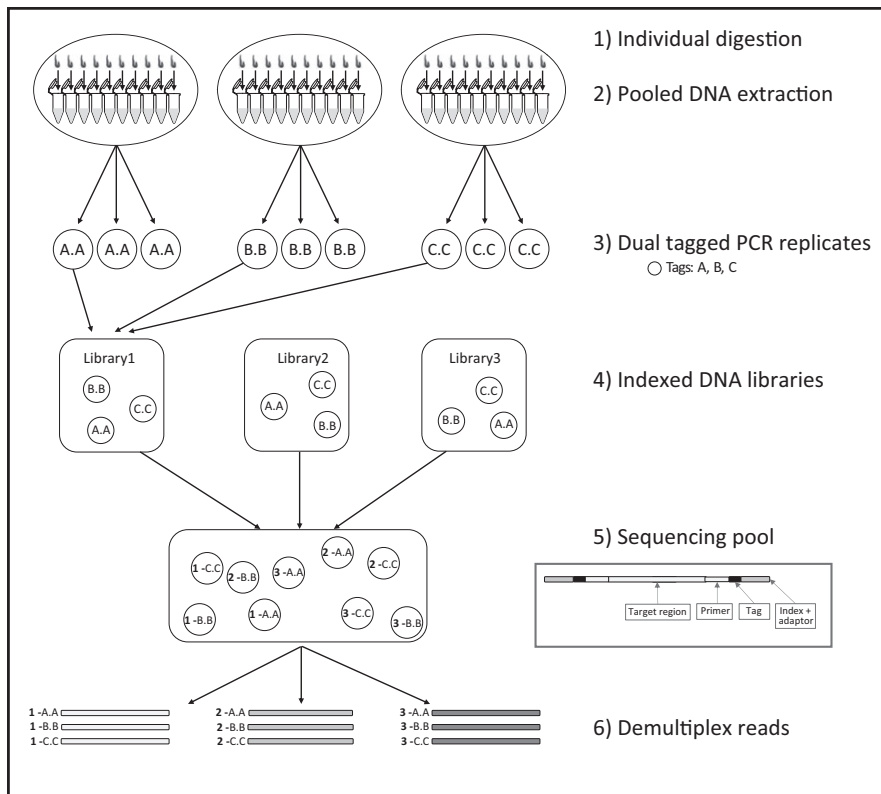 1) Individual digestion
2) Pooled DNA extraction
A.A A.A A.A B.B B.B B.B C.C C.C C.C
3) Dual tagged PCR replicates
Tags: A, B, C
Library1
B.B
C.C
A.A
Library2
C.C
A.A
B.B
Library3
C.C
B.B
A.A
4) Indexed DNA libraries
5) Sequencing pool
2 -A.A
1 -C.C
2 -B.B
3 -A.A
2 -C.C
1 -B.B
1 -A.A
3 -C.C
3 -B.B
Target region
Primer
Tag
Index +
adaptor
1 -A.A
1 -B.B
1 -C.C
2 -A.A
2 -B.B
2 -C.C
3 -A.A
3 -B.B
3 -C.C
6) Demultiplex reads